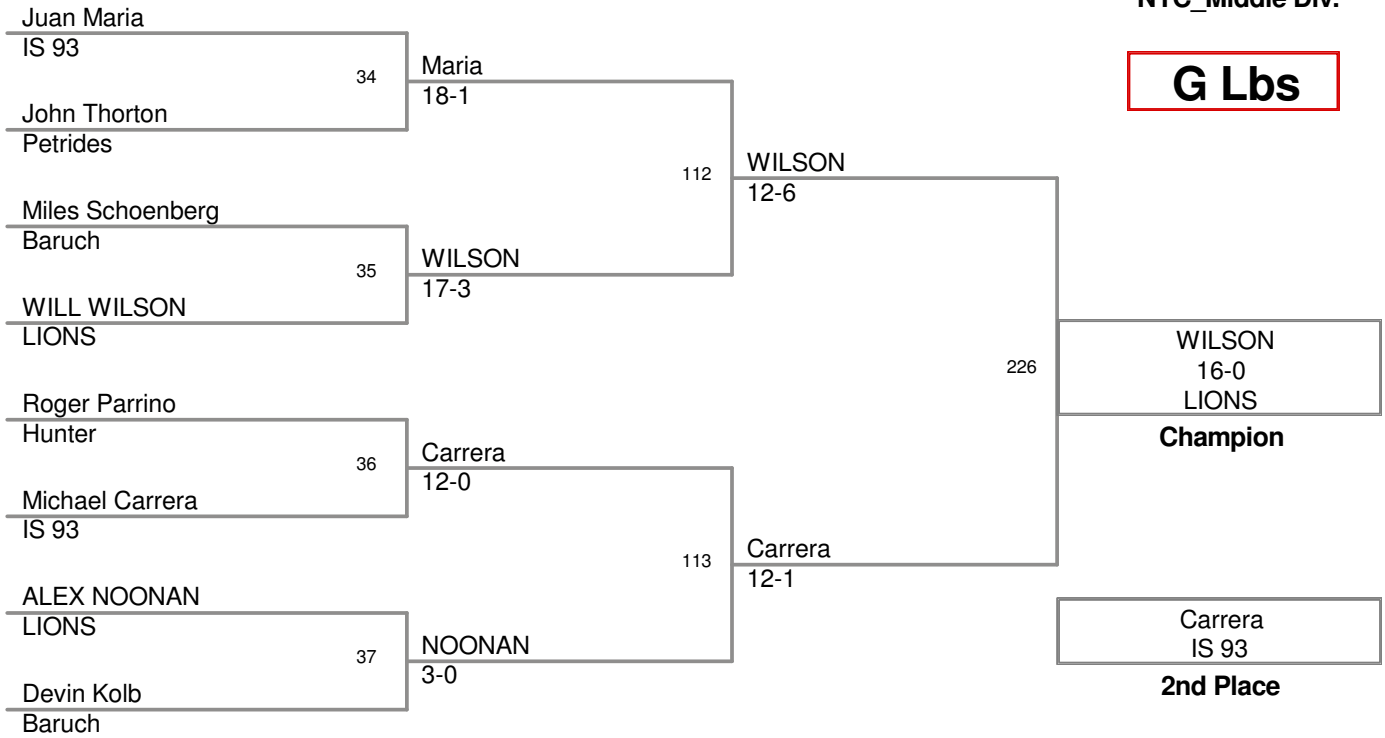 NYC_Middle Div.
G Lbs
Juan Maria
IS 93
34
John Thorton
Petrides
Maria
18-1
Miles Schoenberg
Baruch
35
WILL WILSON
LIONS
WILSON
17-3
112
WILSON
12-6
Roger Parrino
Hunter
36
Michael Carrera
IS 93
Carrera
12-0
ALEX NOONAN
LIONS
37
Devin Kolb
Baruch
NOONAN
3-0
113
Carrera
12-1
226
WILSON
16-0
LIONS
Champion
Carrera
IS 93
2nd Place